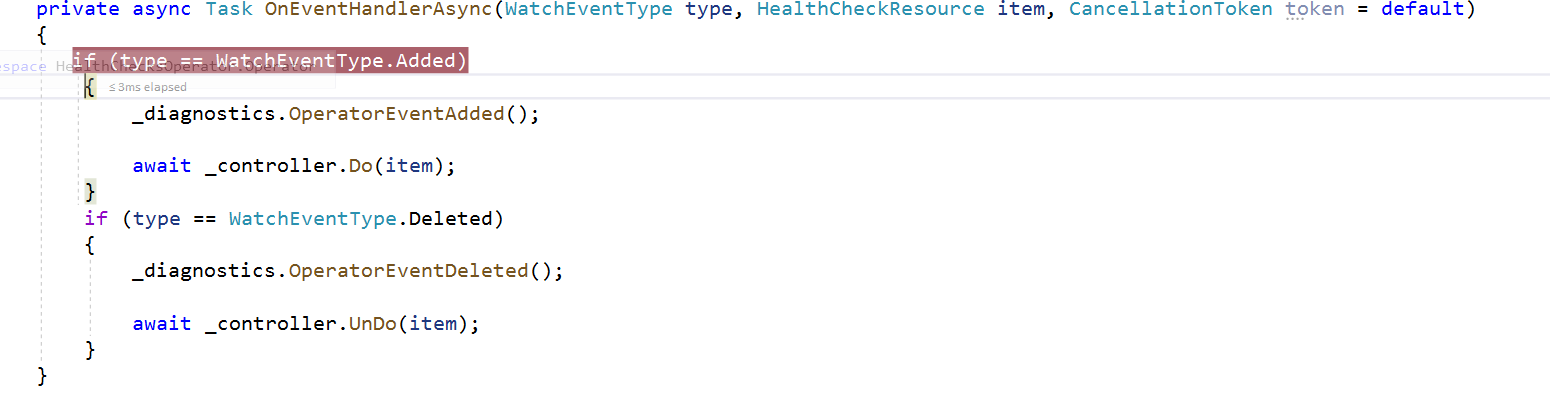 private async Task OnEventHandlerAsync(WatchEventType type, HealthCheckResource item, CancellationToken token = default)
{
if (type == WatchEventType.Added)
espace HealthChecksOperator.Operator
{ ≤ 3ms elapsed
_diagnostics.OperatorEventAdded();
await _controller.Do(item);
}
if (type == WatchEventType.Deleted)
{
_diagnostics.OperatorEventDeleted();
await _controller.UnDo(item);
}
}